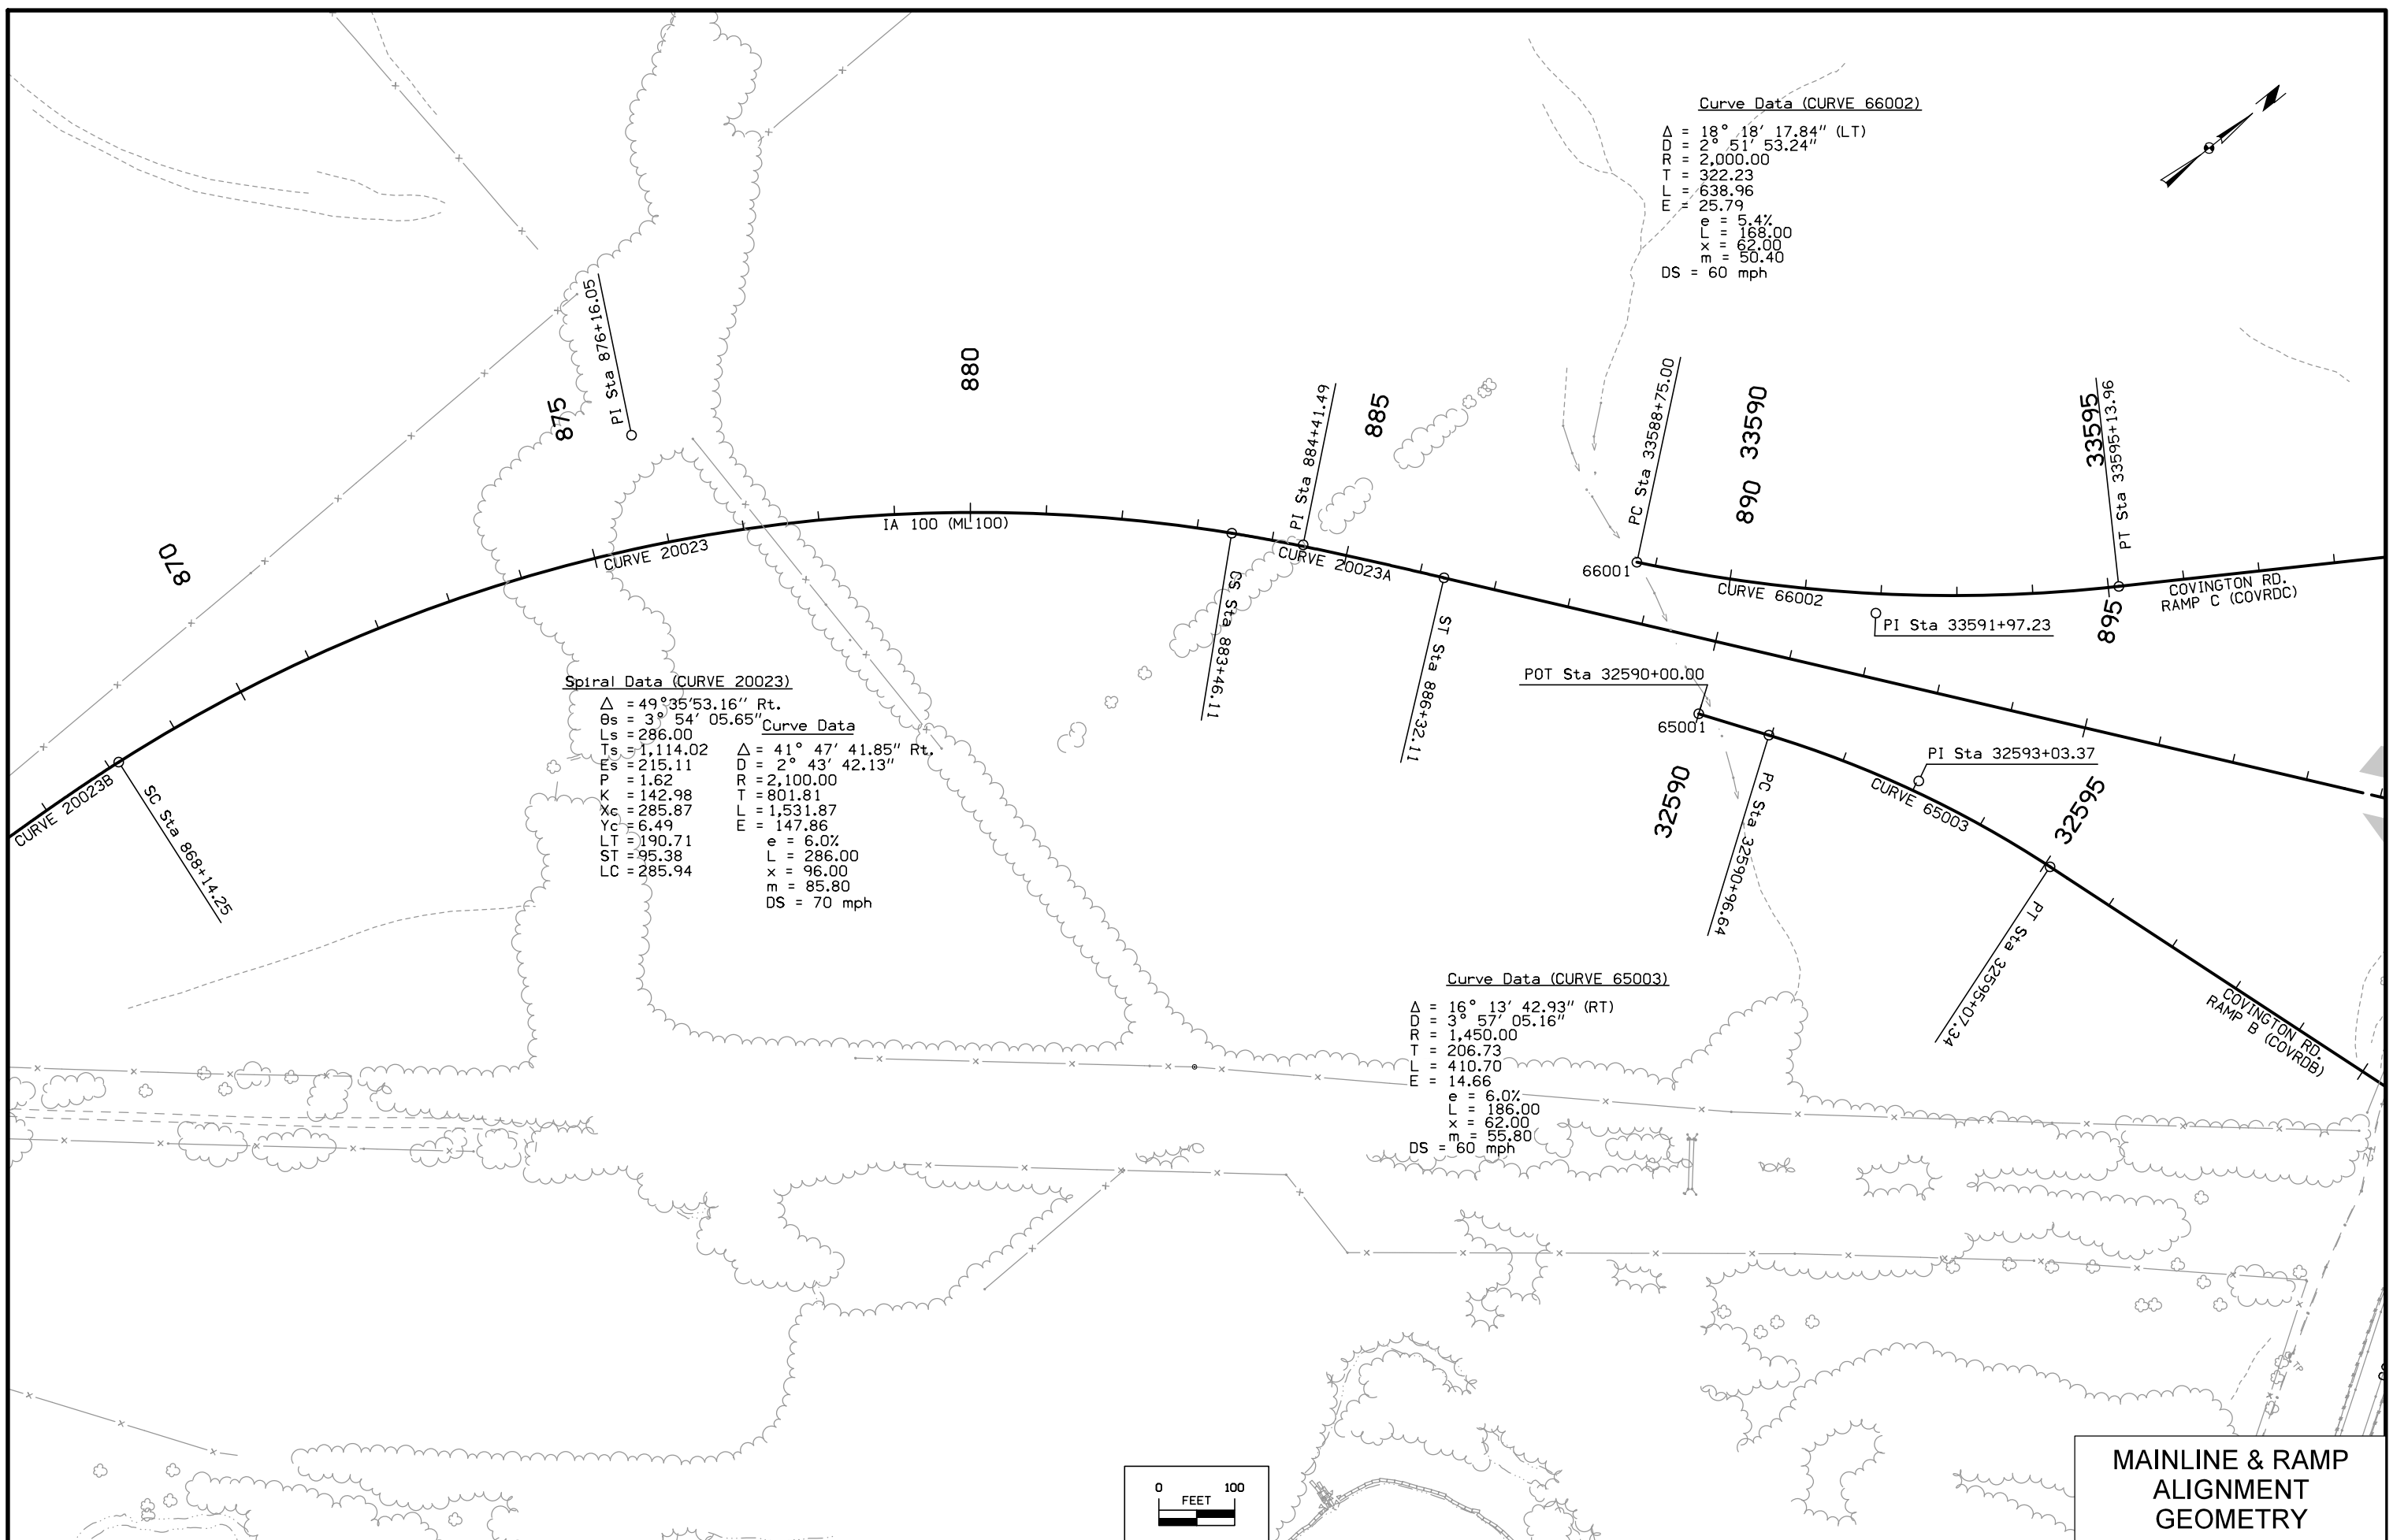 Curve Data (CURVE 66002)
Δ = 18° 18' 17.84" (LT)
D = 2° 51' 53.24"
R = 2,000.00
T = 322.23
L = 638.96
E = 25.79
e = 5.4%
L = 168.00
x = 62.00
m = 50.40
DS = 60 mph
PI Sta 876+16.05
875
880
PI Sta 884+41.49
885
PC Sta 33588+75.00
33590
890
33595
PT Sta 33595+13.96
870
CURVE 20023
IA 100 (ML100)
CURVE 20023A
66001
CURVE 66002
COVINGTON RD.
RAMP C (COVRDC)
895
PI Sta 33591+97.23
CS Sta 883+46.11
ST Sta 886+32.11
POT Sta 32590+00.00
65001
PI Sta 32593+03.37
CURVE 20023B
SC Sta 868+14.25
Spiral Data (CURVE 20023)
Δ = 49°35'53.16" Rt.
θs = 3° 54' 05.65"
Ls = 286.00
Ts = 1,114.02
Es = 215.11
P = 1.62
K = 142.98
Xc = 285.87
Yc = 6.49
LT = 190.71
ST = 95.38
LC = 285.94
Curve Data
Δ = 41° 47' 41.85" Rt.
D = 2° 43' 42.13"
R = 2,100.00
T = 801.81
L = 1,531.87
E = 147.86
e = 6.0%
L = 286.00
x = 96.00
m = 85.80
DS = 70 mph
32590
PC Sta 32590+96.64
CURVE 65003
32595
PT Sta 32595+07.34
COVINGTON RD.
RAMP B (COVRDB)
Curve Data (CURVE 65003)
Δ = 16° 13' 42.93" (RT)
D = 3° 57' 05.16"
R = 1,450.00
T = 206.73
L = 410.70
E = 14.66
e = 6.0%
L = 186.00
x = 62.00
m = 55.80
DS = 60 mph
0 100
FEET
MAINLINE & RAMP
ALIGNMENT
GEOMETRY